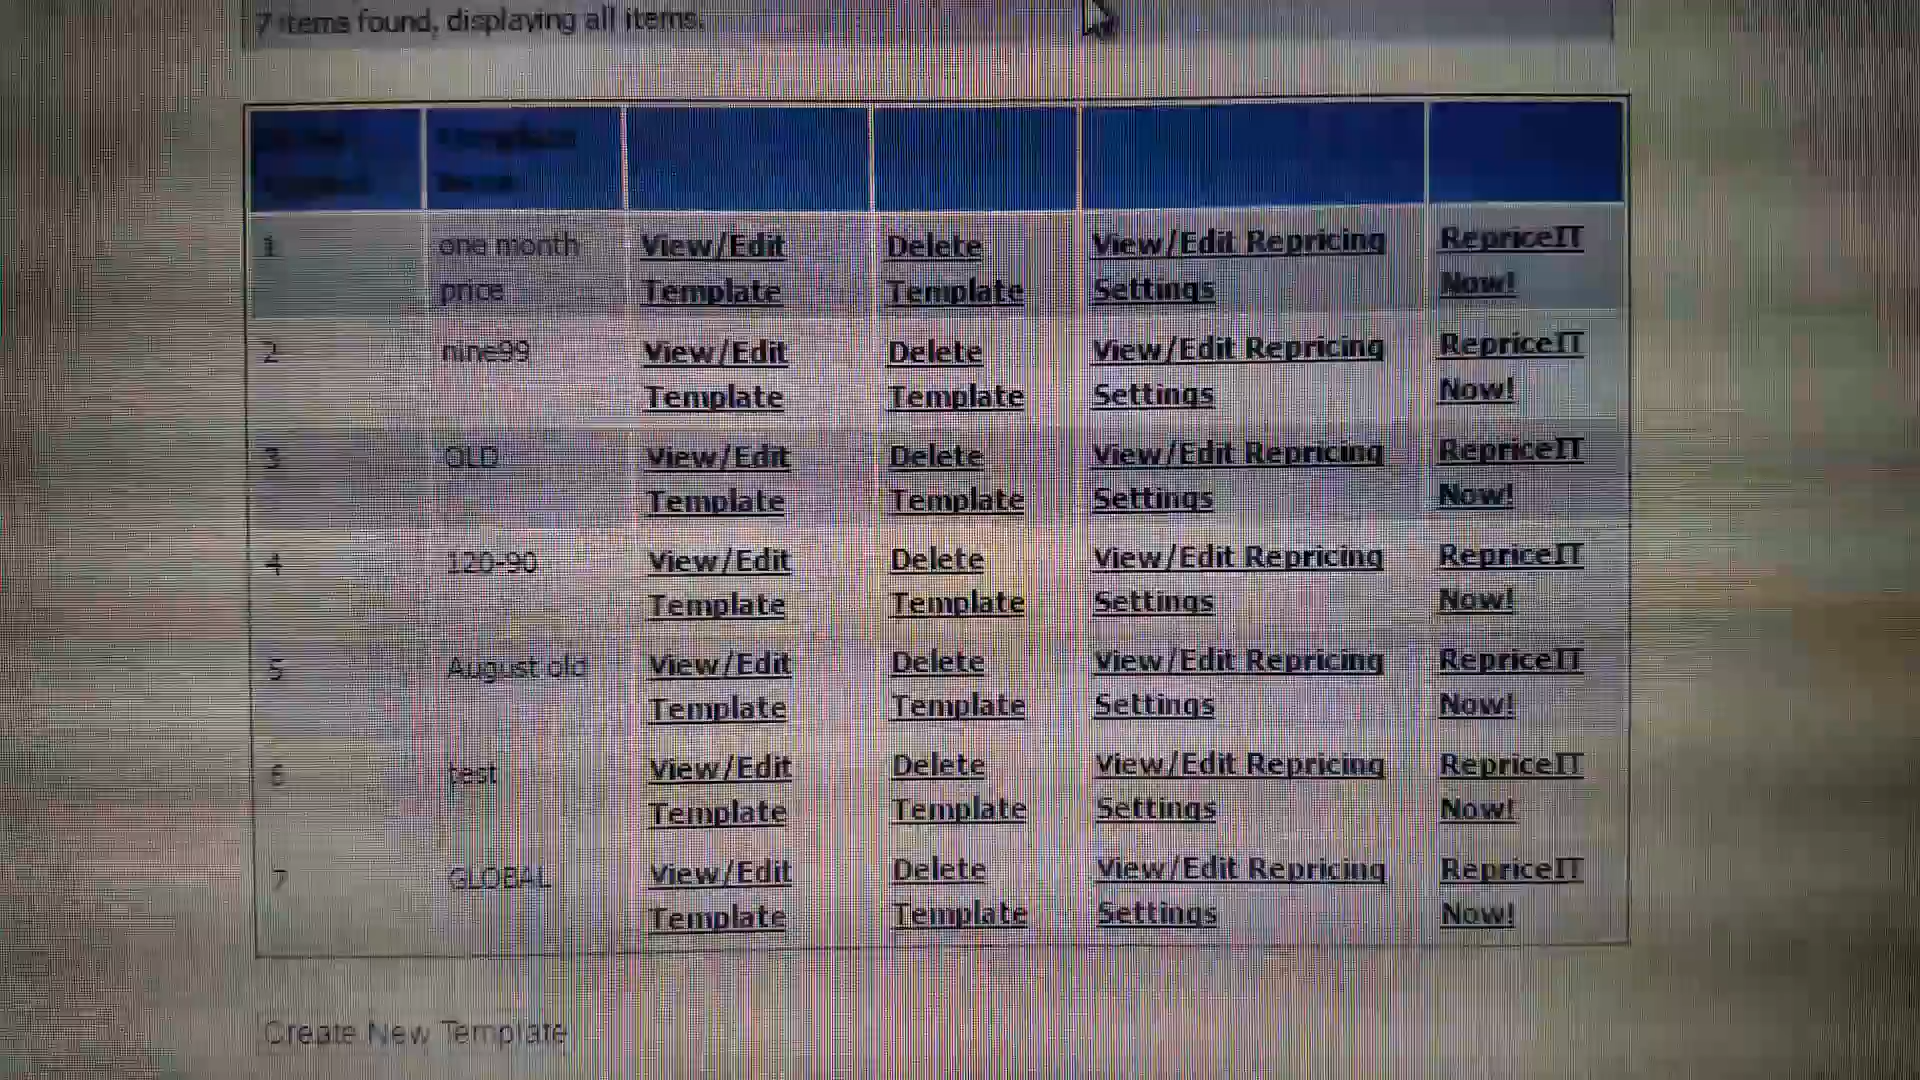 7 items found, displaying all items.
Template
Name
1 one month View/Edit Delete View/Edit Repricing RepriceIT
price Template Template Settings Now!
2 nine99 View/Edit Delete View/Edit Repricing RepriceIT
Template Template Settings Now!
3 OLD View/Edit Delete View/Edit Repricing RepriceIT
Template Template Settings Now!
4 120-90 View/Edit Delete View/Edit Repricing RepriceIT
Template Template Settings Now!
5 August old View/Edit Delete View/Edit Repricing RepriceIT
Template Template Settings Now!
6 test View/Edit Delete View/Edit Repricing RepriceIT
Template Template Settings Now!
7 GLOBAL View/Edit Delete View/Edit Repricing RepriceIT
Template Template Settings Now!
Create New Template